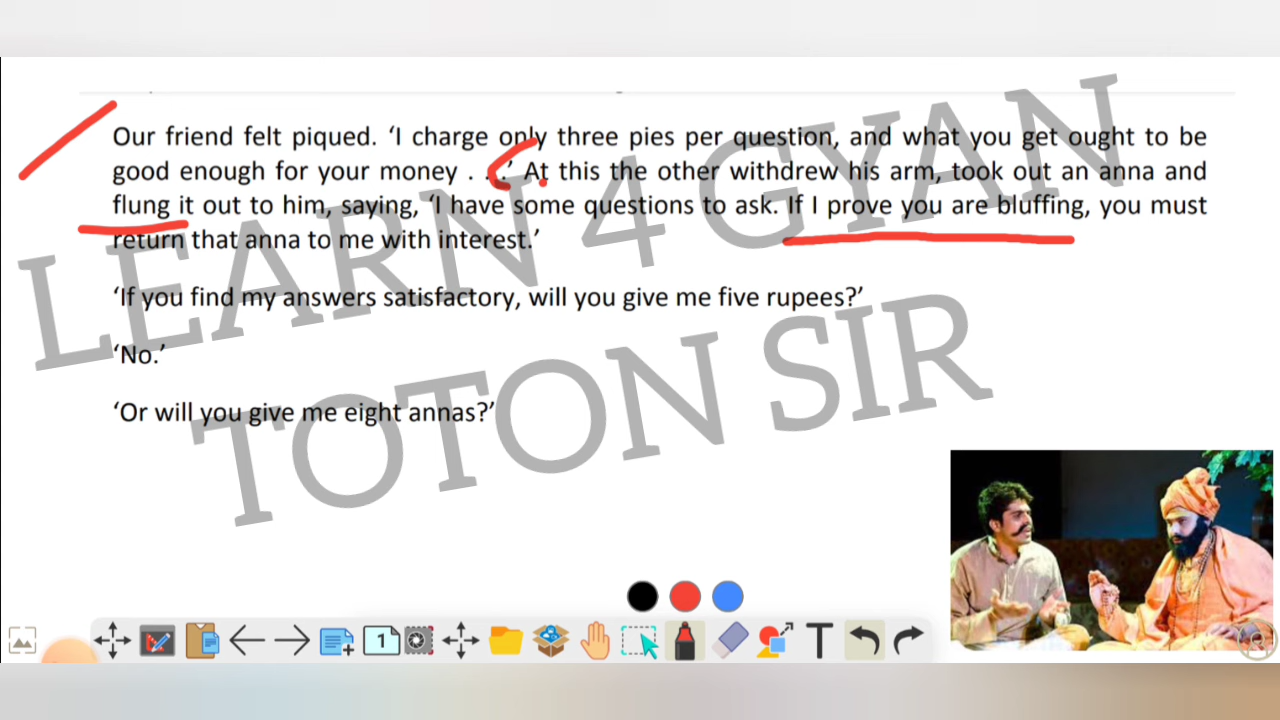 Our friend felt piqued. ‘I charge only three pies per question, and what you get ought to be
good enough for your money . . .’ At this the other withdrew his arm, took out an anna and
flung it out to him, saying, ‘I have some questions to ask. If I prove you are bluffing, you must
return that anna to me with interest.’
‘If you find my answers satisfactory, will you give me five rupees?’
‘No.’
‘Or will you give me eight annas?’
LEARN 4 GYAN
TOTON SIR
1
T